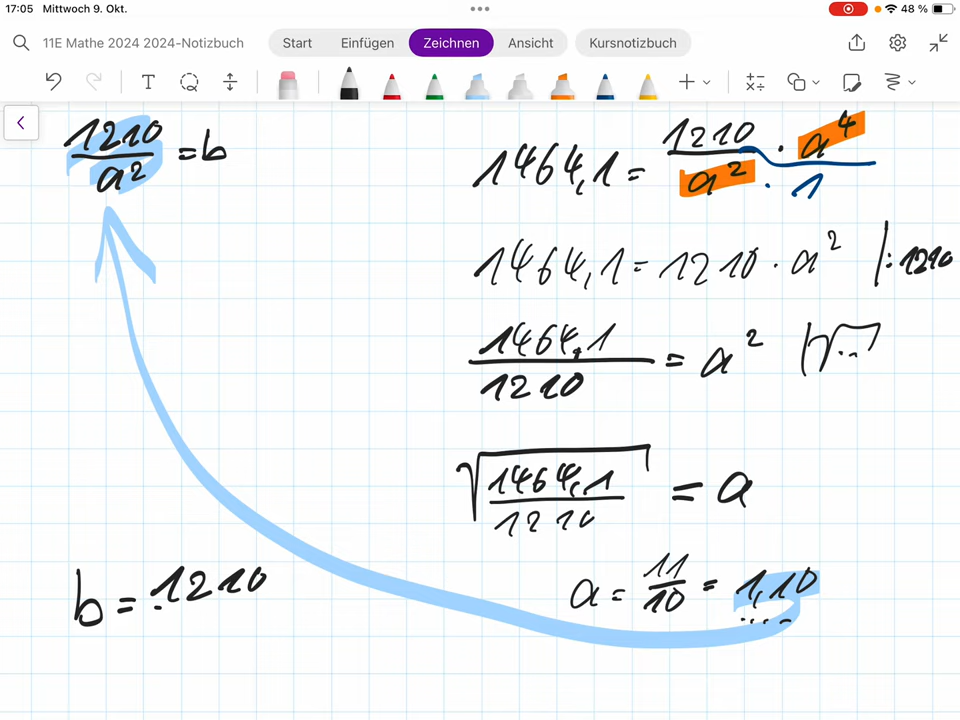 17:05 Mittwoch 9. Okt. 48 %
11E Mathe 2024 2024-Notizbuch Start Einfügen Zeichnen Ansicht Kursnotizbuch
T
1210/a² = b
1464,1 = 1210/a² · a⁴/1
1464,1 = 1210 · a² |:1210
1464,1/1210 = a² |√...
√(1464,1/1210) = a
a = 11/10 = 1,10
b = 1210